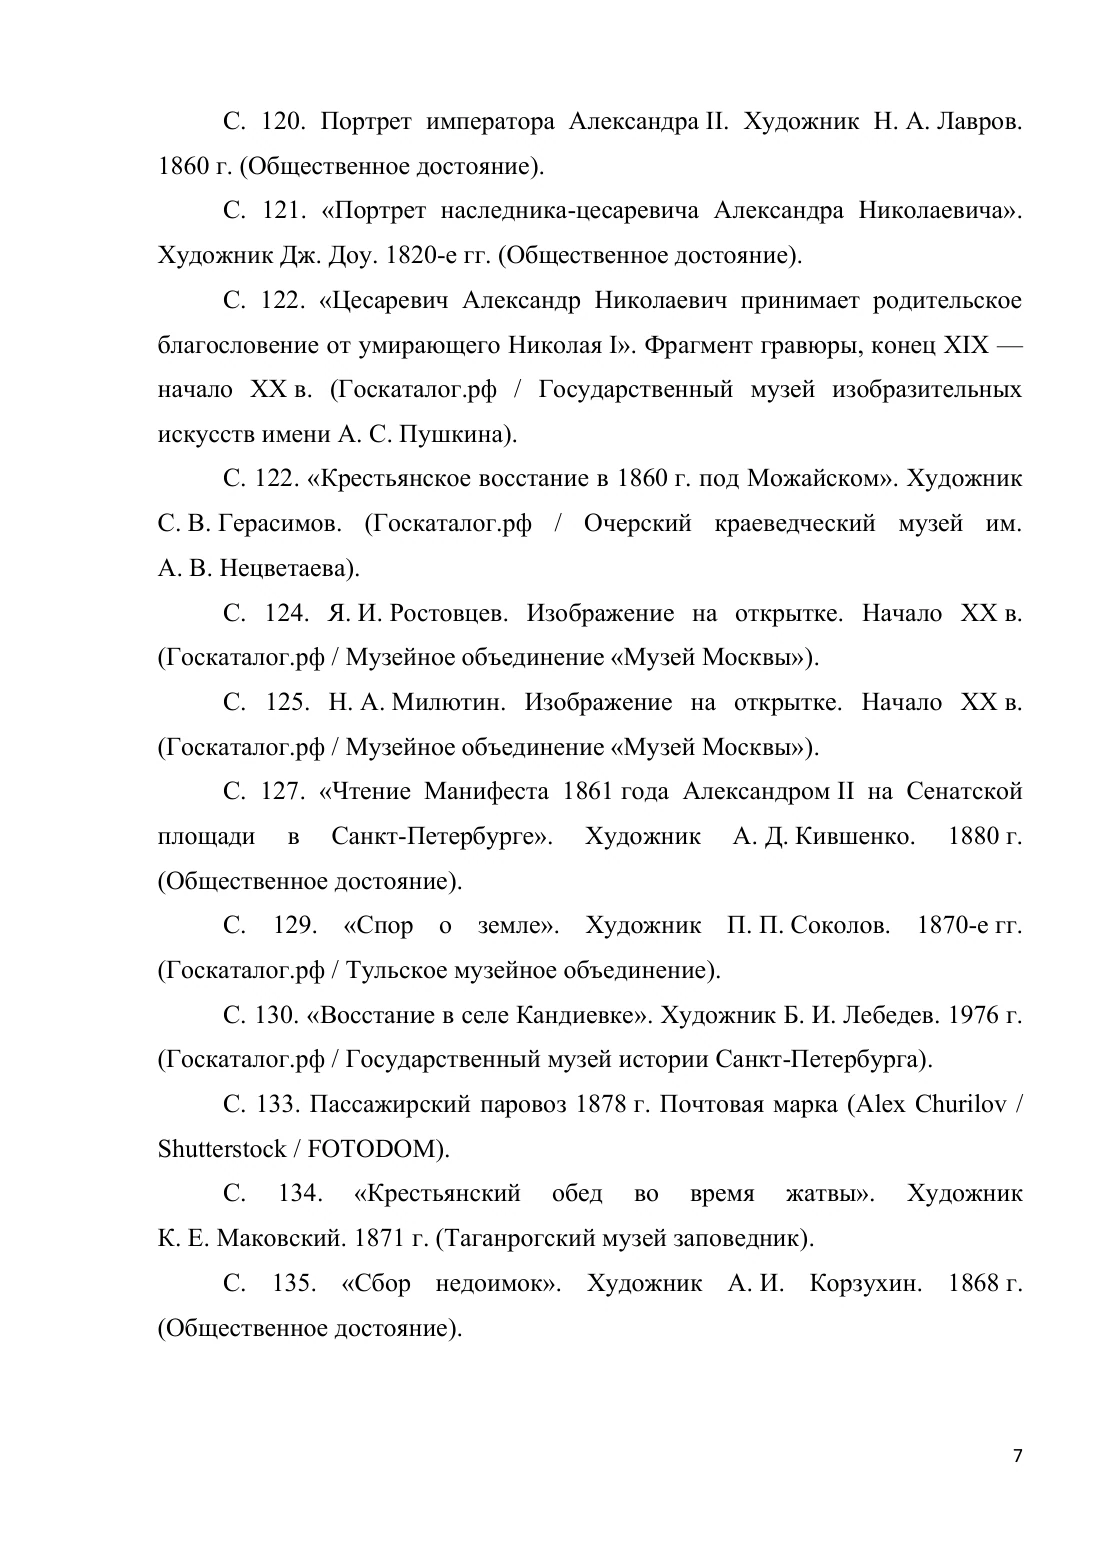 С. 120. Портрет императора Александра II. Художник Н. А. Лавров.
1860 г. (Общественное достояние).
С. 121. «Портрет наследника-цесаревича Александра Николаевича».
Художник Дж. Доу. 1820-е гг. (Общественное достояние).
С. 122. «Цесаревич Александр Николаевич принимает родительское
благословение от умирающего Николая I». Фрагмент гравюры, конец XIX —
начало XX в. (Госкаталог.рф / Государственный музей изобразительных
искусств имени А. С. Пушкина).
С. 122. «Крестьянское восстание в 1860 г. под Можайском». Художник
С. В. Герасимов. (Госкаталог.рф / Очерский краеведческий музей им.
А. В. Нецветаева).
С. 124. Я. И. Ростовцев. Изображение на открытке. Начало XX в.
(Госкаталог.рф / Музейное объединение «Музей Москвы»).
С. 125. Н. А. Милютин. Изображение на открытке. Начало XX в.
(Госкаталог.рф / Музейное объединение «Музей Москвы»).
С. 127. «Чтение Манифеста 1861 года Александром II на Сенатской
площади в Санкт-Петербурге». Художник А. Д. Кившенко. 1880 г.
(Общественное достояние).
С. 129. «Спор о земле». Художник П. П. Соколов. 1870-е гг.
(Госкаталог.рф / Тульское музейное объединение).
С. 130. «Восстание в селе Кандиевке». Художник Б. И. Лебедев. 1976 г.
(Госкаталог.рф / Государственный музей истории Санкт-Петербурга).
С. 133. Пассажирский паровоз 1878 г. Почтовая марка (Alex Churilov /
Shutterstock / FOTODOM).
С. 134. «Крестьянский обед во время жатвы». Художник
К. Е. Маковский. 1871 г. (Таганрогский музей заповедник).
С. 135. «Сбор недоимок». Художник А. И. Корзухин. 1868 г.
(Общественное достояние).
7